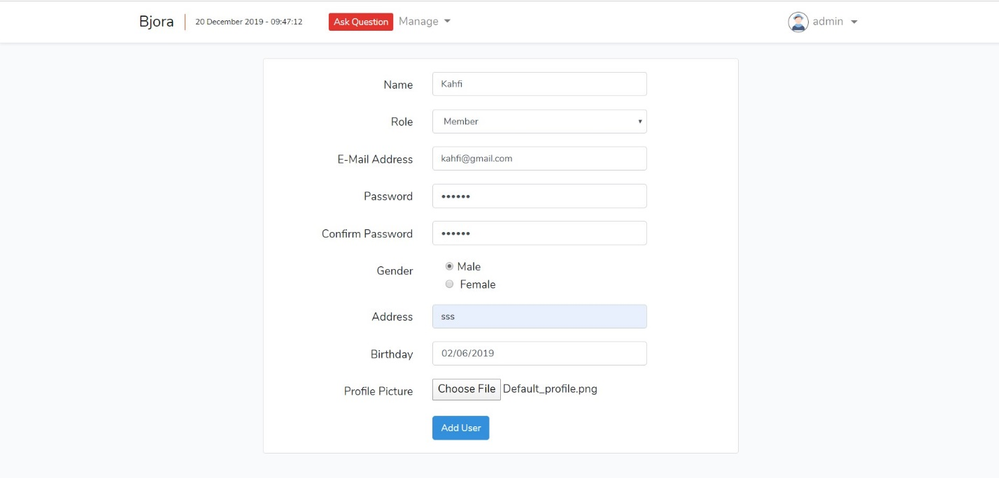 Bjora 20 December 2019 - 09:47:12 Ask Question Manage admin
Name Kahfi
Role Member
E-Mail Address kahfi@gmail.com
Password ••••••
Confirm Password ••••••
Gender Male
Female
Address sss
Birthday 02/06/2019
Profile Picture Choose File Default_profile.png
Add User